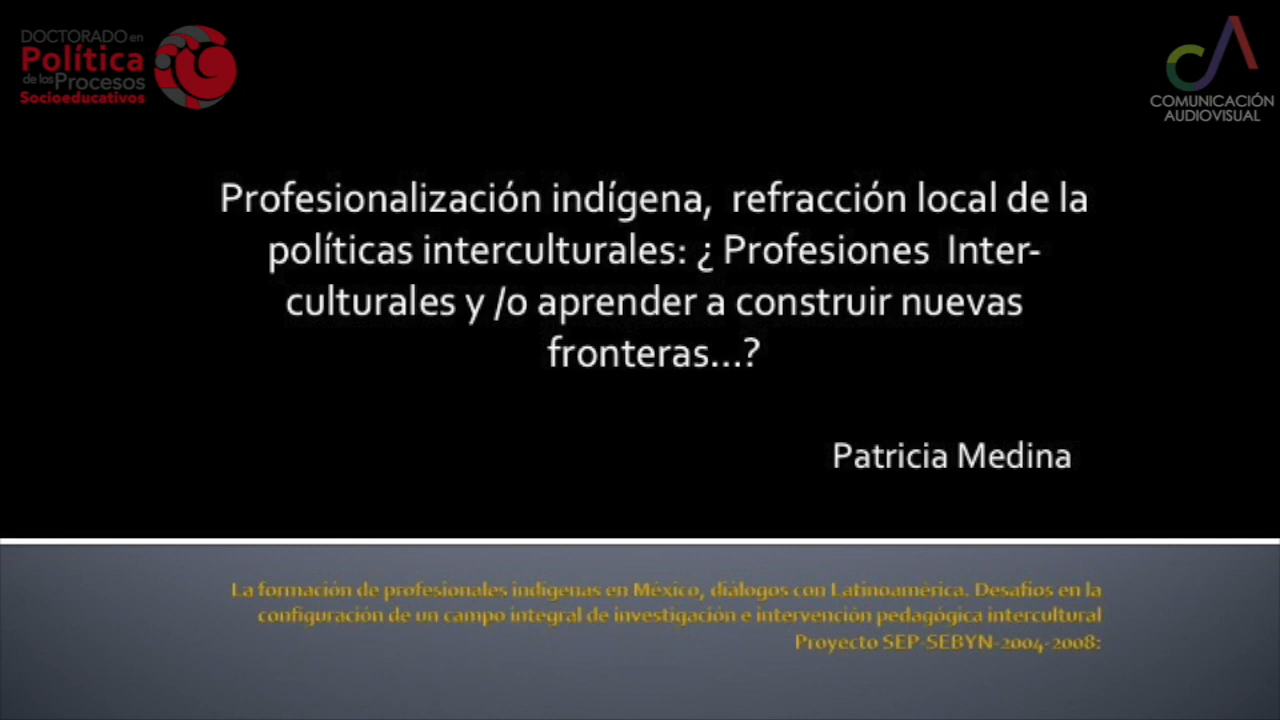 DOCTORADO en
Política
de los Procesos
Socioeducativos
COMUNICACIÓN
AUDIOVISUAL
Profesionalización indígena, refracción local de la
políticas interculturales: ¿ Profesiones Inter-
culturales y /o aprender a construir nuevas
fronteras...?
Patricia Medina
La formación de profesionales indígenas en México, diálogos con Latinoamérica. Desafíos en la
configuración de un campo integral de investigación e intervención pedagógica intercultural
Proyecto SEP-SEBYN-2004-2008: